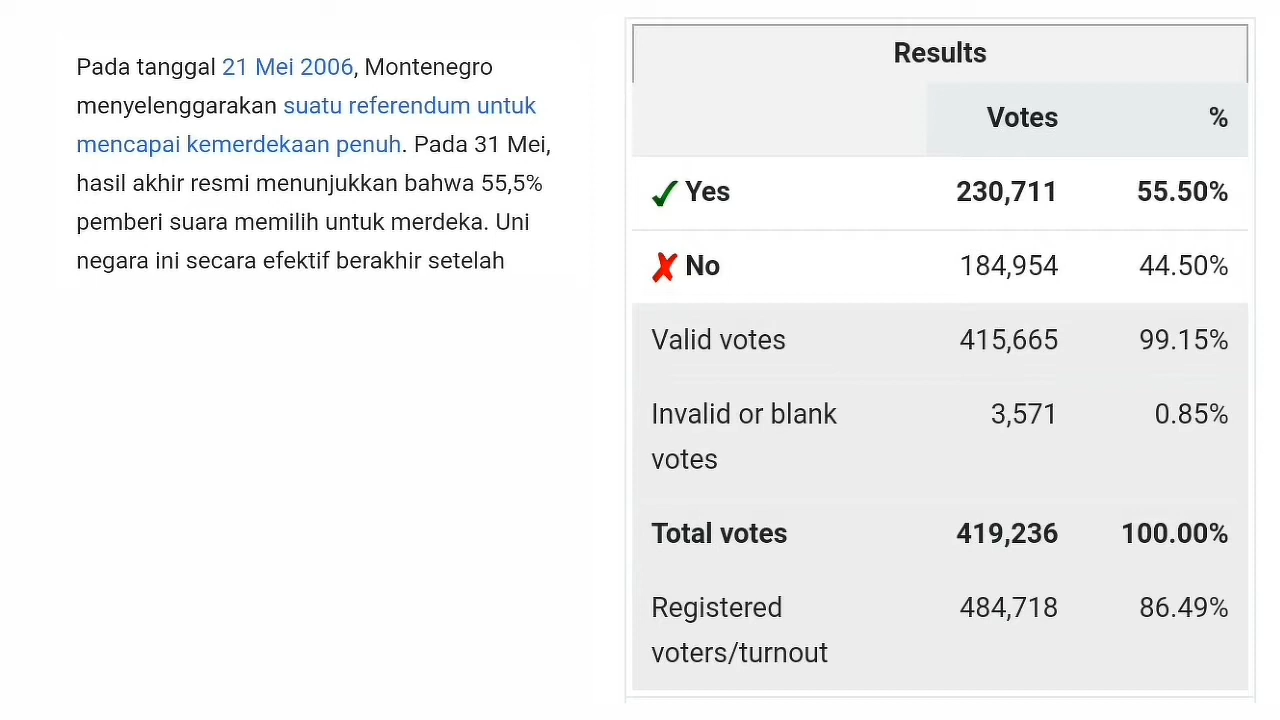 Pada tanggal 21 Mei 2006, Montenegro
menyelenggarakan suatu referendum untuk
mencapai kemerdekaan penuh. Pada 31 Mei,
hasil akhir resmi menunjukkan bahwa 55,5%
pemberi suara memilih untuk merdeka. Uni
negara ini secara efektif berakhir setelah
Results
Votes %
Yes 230,711 55.50%
No 184,954 44.50%
Valid votes 415,665 99.15%
Invalid or blank 3,571 0.85%
votes
Total votes 419,236 100.00%
Registered 484,718 86.49%
voters/turnout